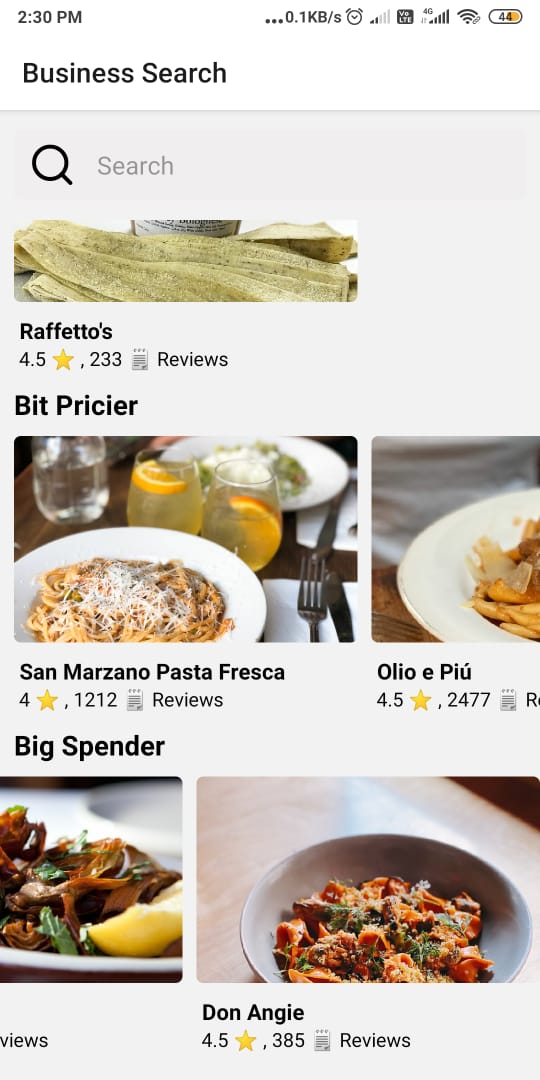 2:30 PM
...0.1KB/s
Vo LTE
4G
44
Business Search
Search
Raffetto's
4.5 ⭐ , 233 🗒 Reviews
Bit Pricier
San Marzano Pasta Fresca
4 ⭐ , 1212 🗒 Reviews
Olio e Piú
4.5 ⭐ , 2477 🗒 R
Big Spender
views
Don Angie
4.5 ⭐ , 385 🗒 Reviews